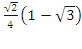 √2/4 (1 − √3)